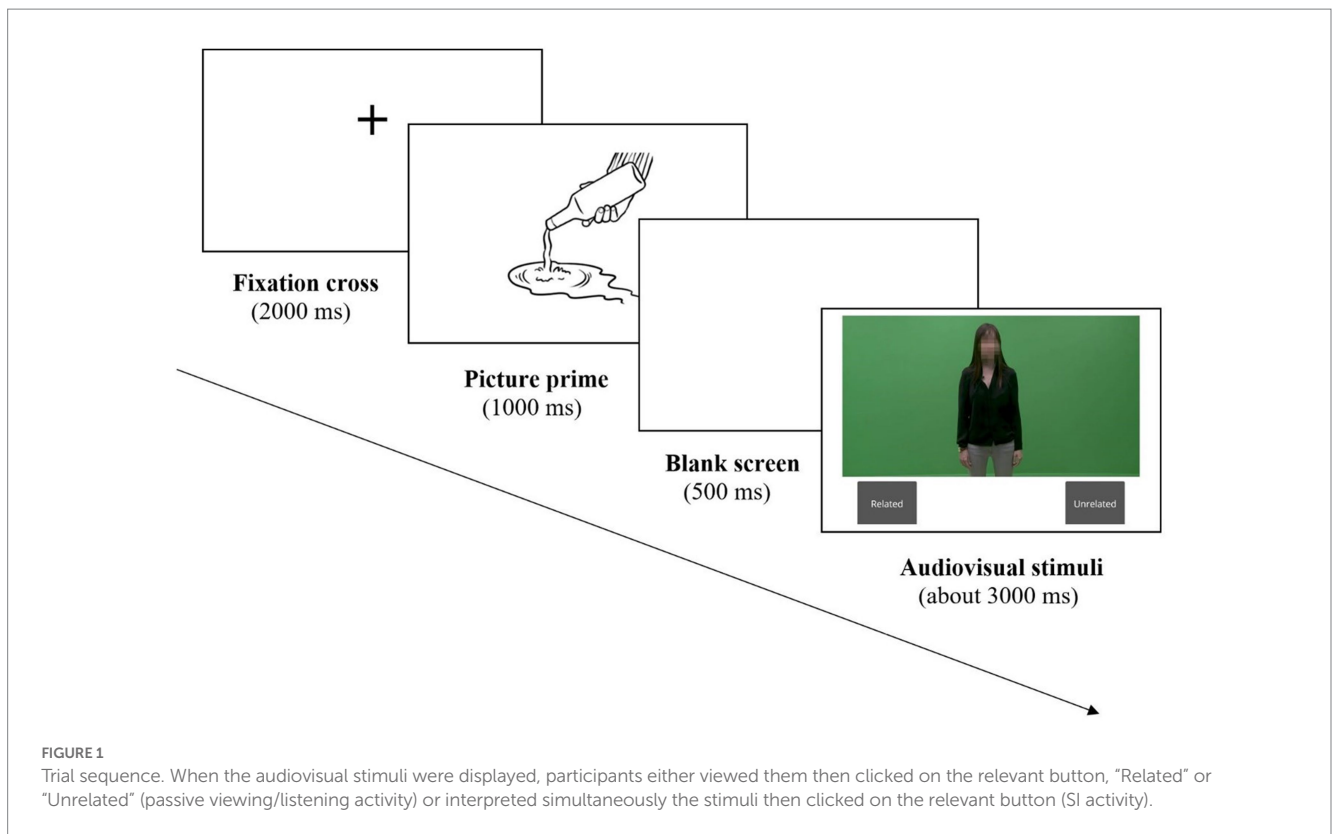 Fixation cross
(2000 ms)
Picture prime
(1000 ms)
Blank screen
(500 ms)
Related
Unrelated
Audiovisual stimuli
(about 3000 ms)
FIGURE 1
Trial sequence. When the audiovisual stimuli were displayed, participants either viewed them then clicked on the relevant button, “Related” or
“Unrelated” (passive viewing/listening activity) or interpreted simultaneously the stimuli then clicked on the relevant button (SI activity).